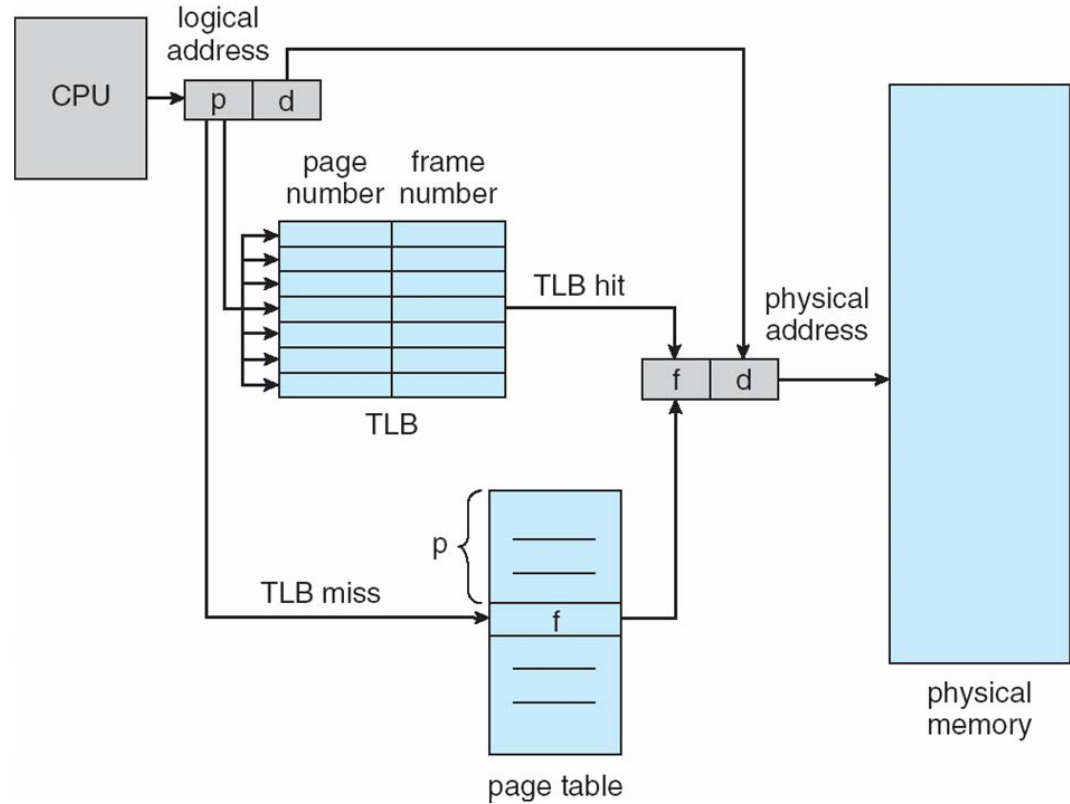 logical
address
CPU
p
d
page
number
frame
number
TLB hit
physical
address
f
d
TLB
p
TLB miss
f
physical
memory
page table